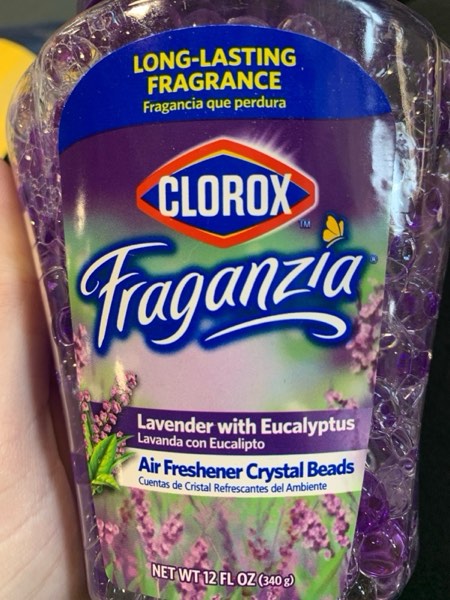 LONG-LASTING
FRAGRANCE
Fragancia que perdura
CLOROX™
Fraganzia®
Lavender with Eucalyptus
Lavanda con Eucalipto
Air Freshener Crystal Beads
Cuentas de Cristal Refrescantes del Ambiente
NET WT 12 FL OZ (340 g)